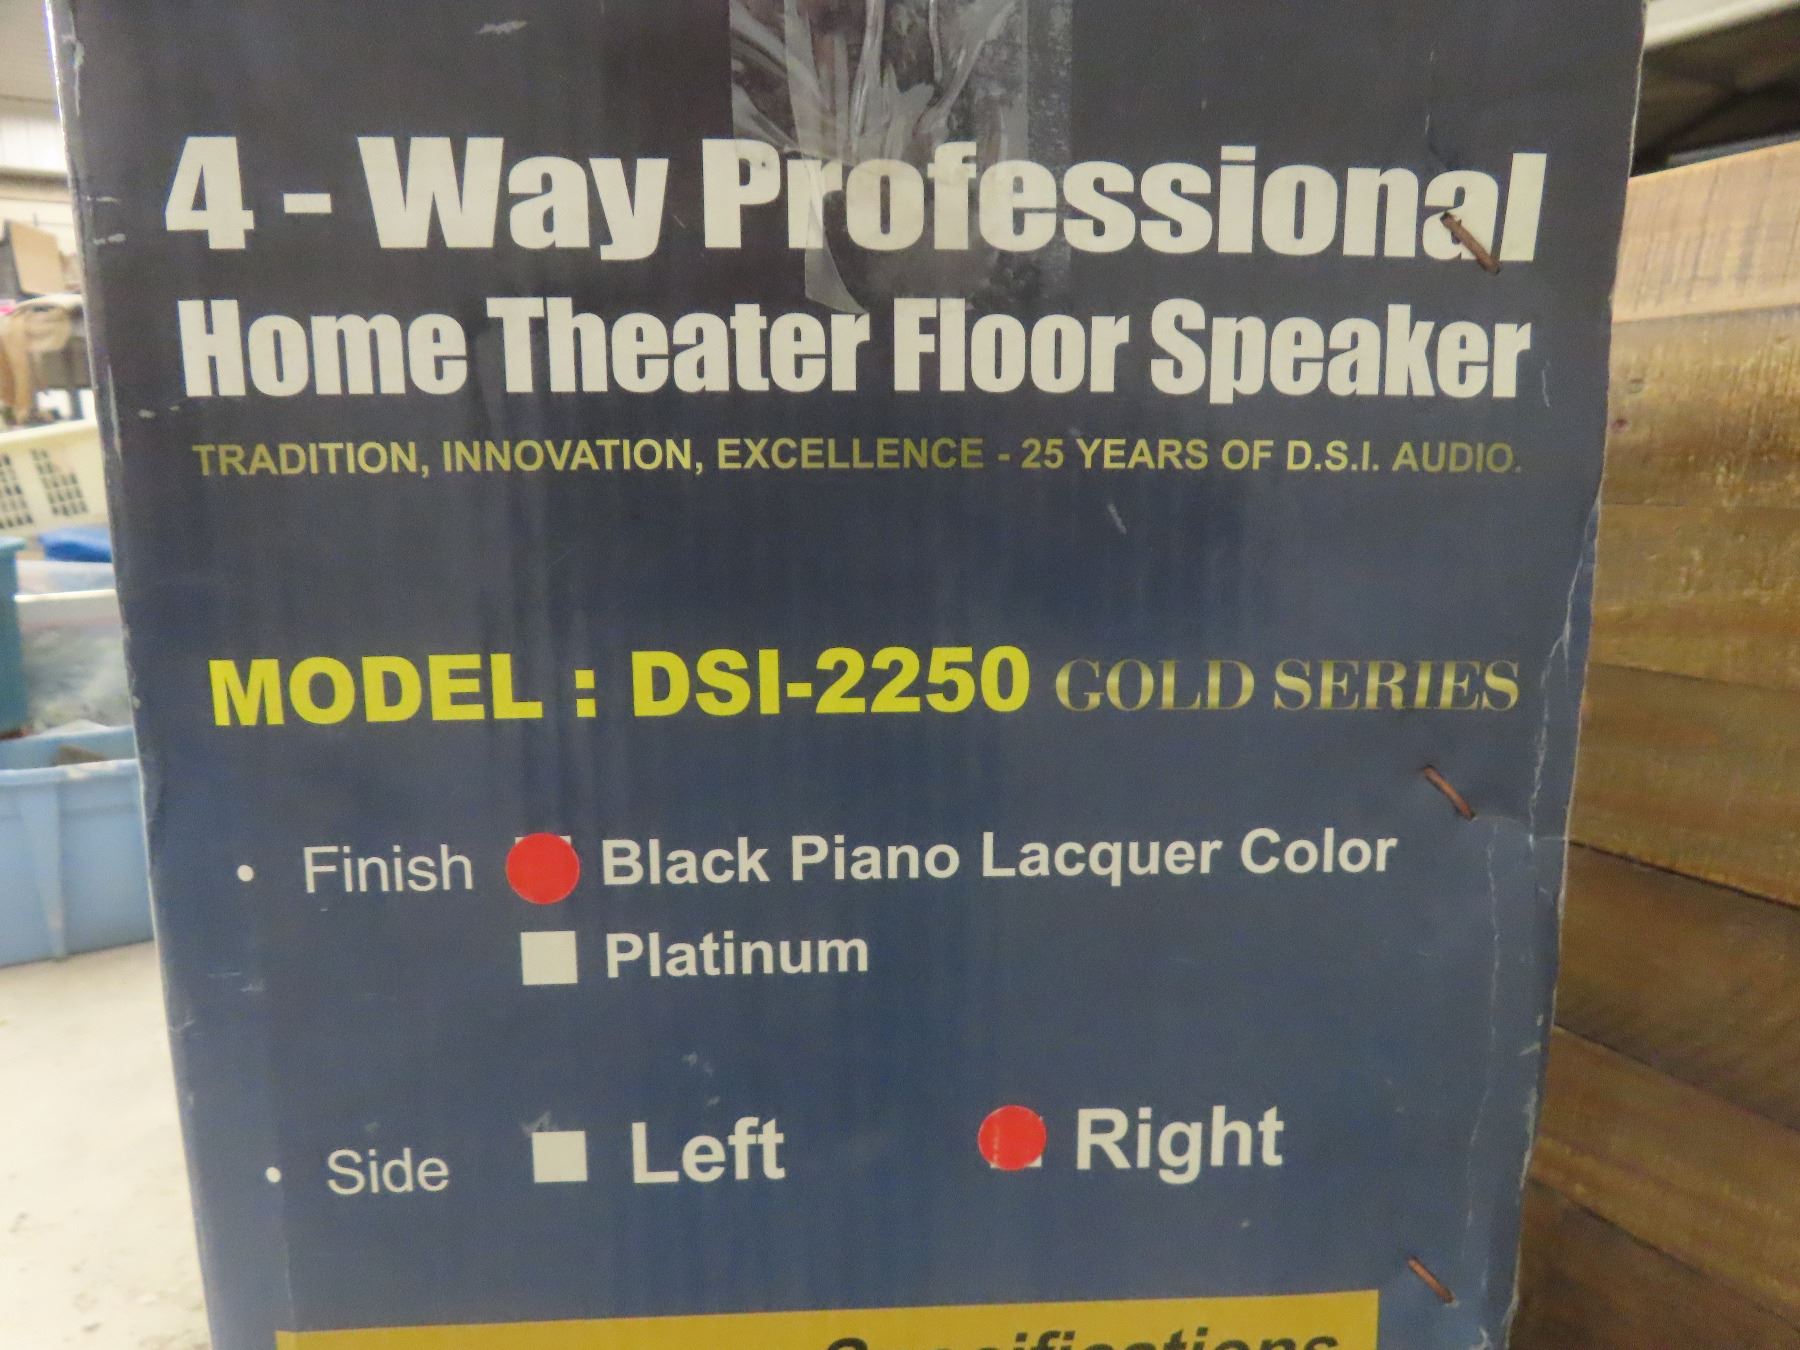 4 - Way Professional
Home Theater Floor Speaker
TRADITION, INNOVATION, EXCELLENCE - 25 YEARS OF D.S.I. AUDIO.
MODEL : DSI-2250 GOLD SERIES
• Finish Black Piano Lacquer Color
Platinum
• Side Left Right
Specifications